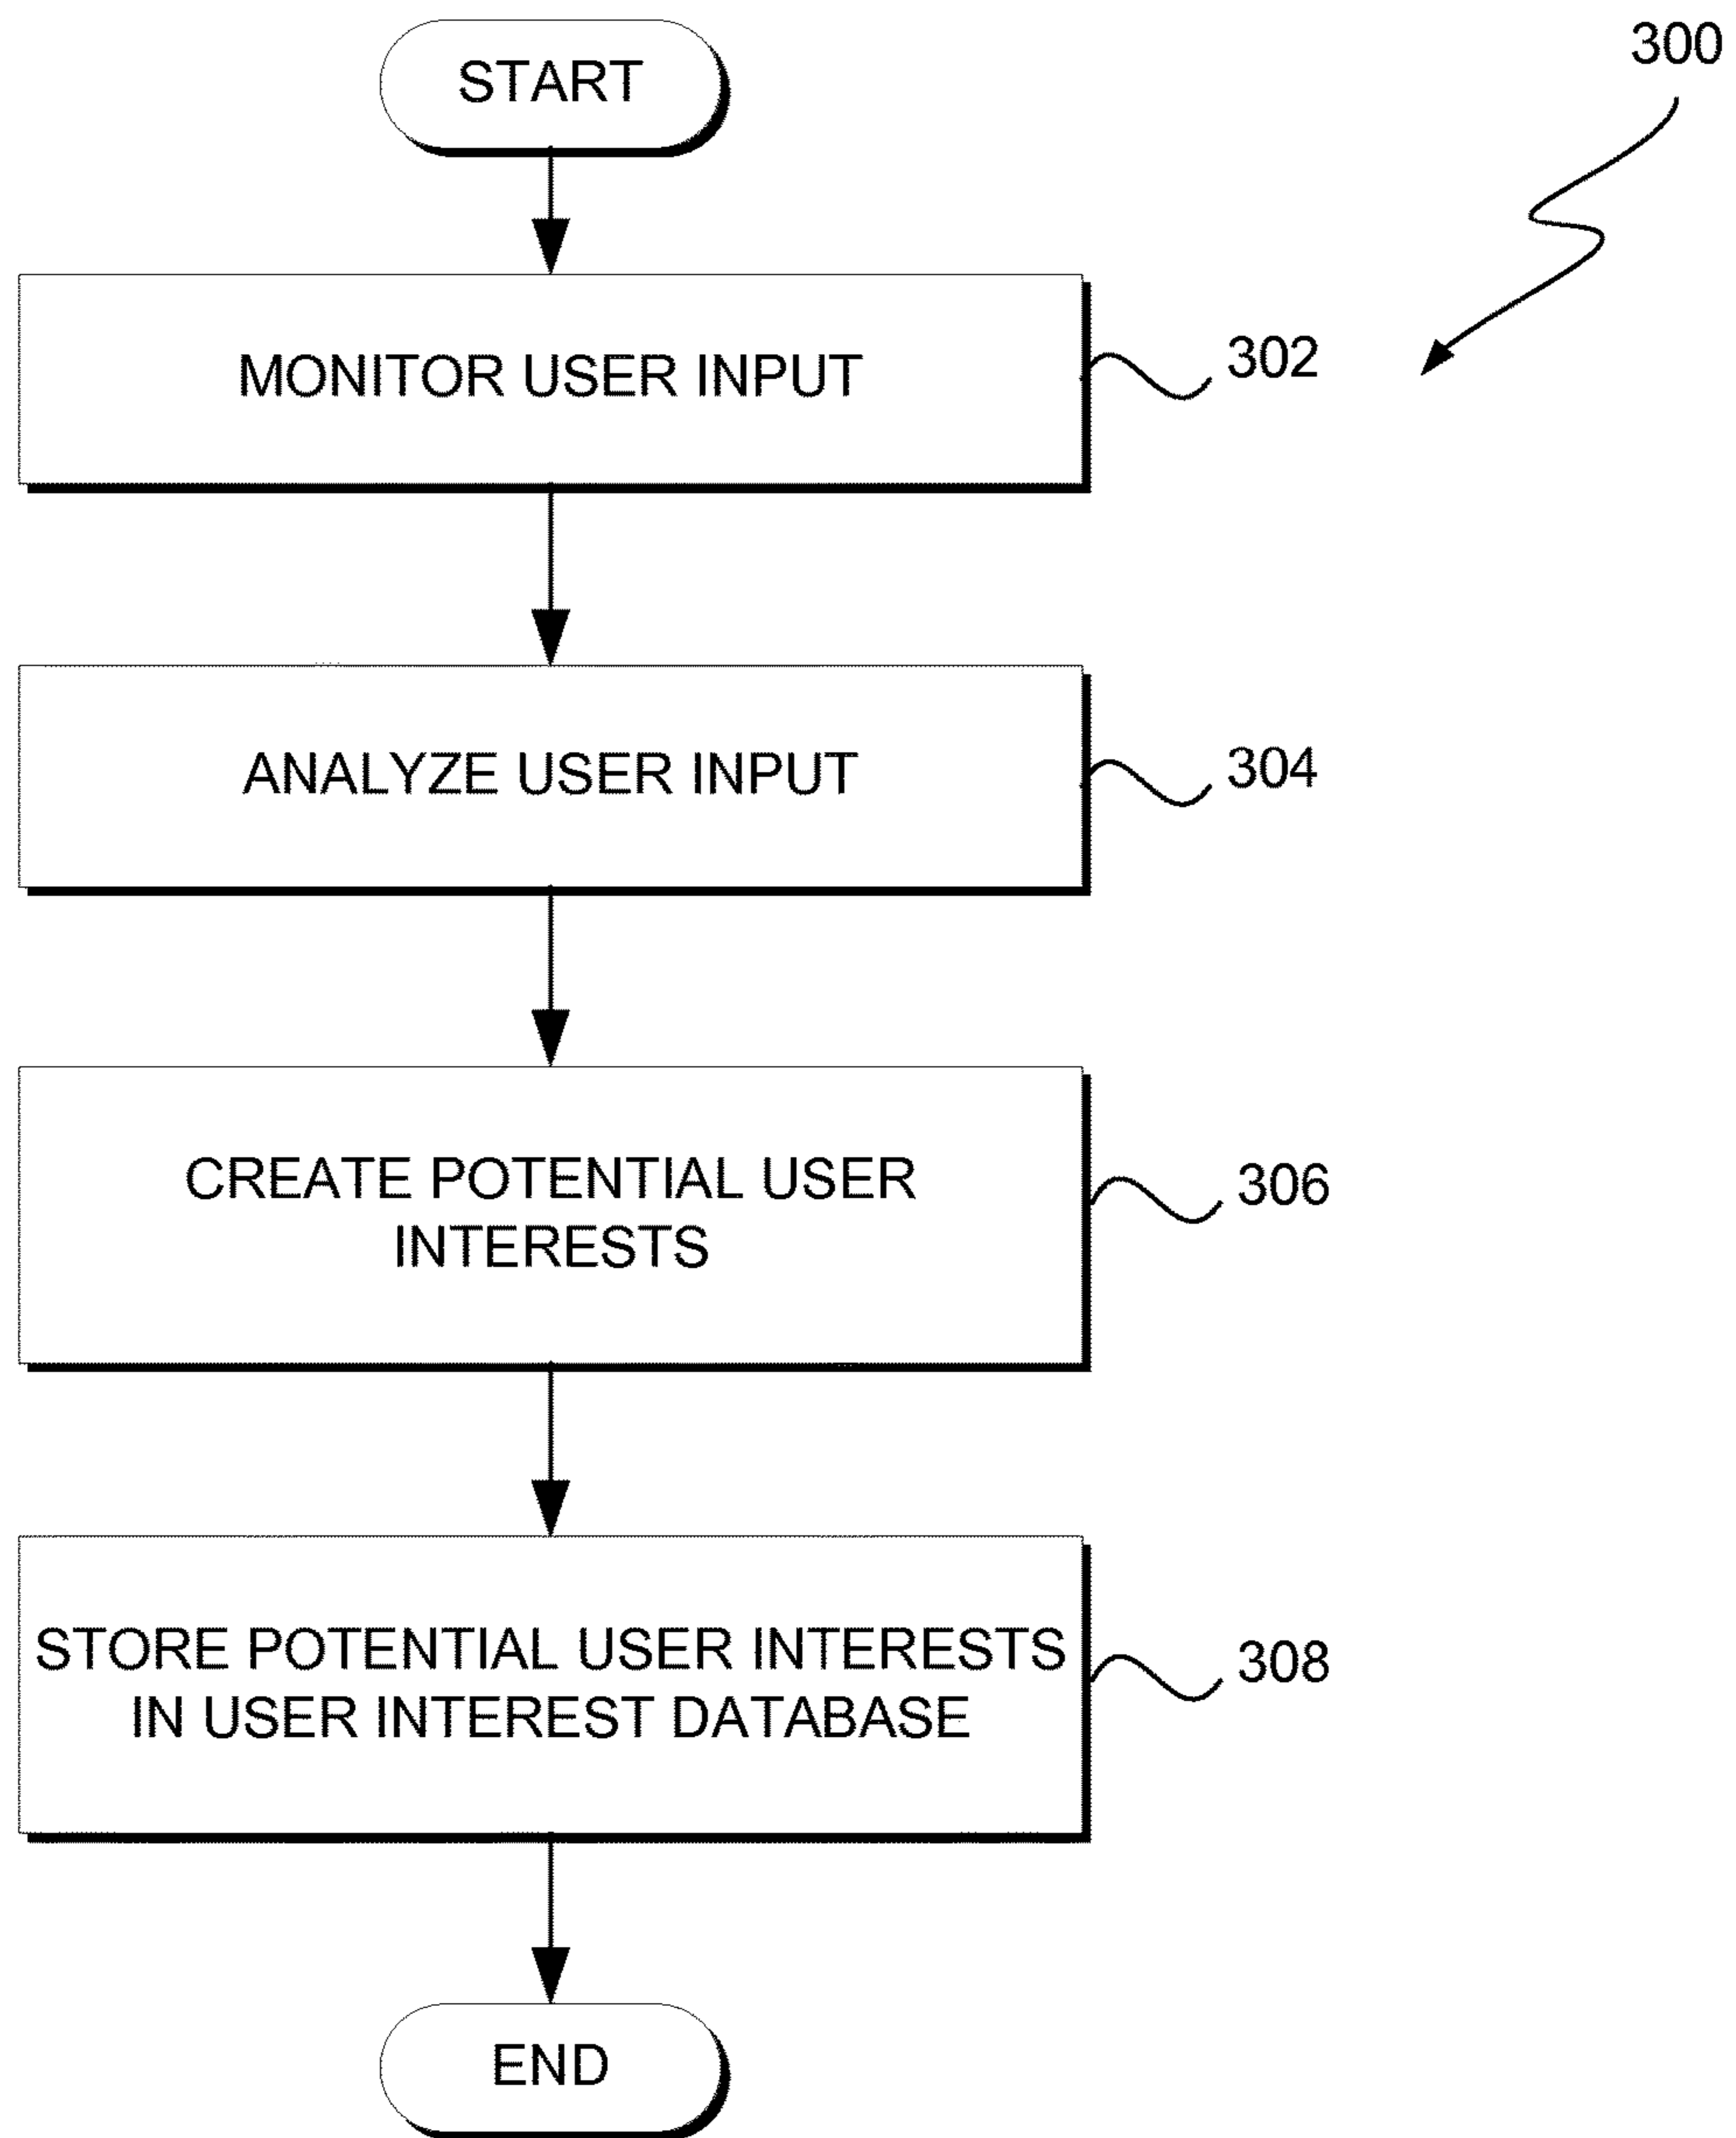 START
300
MONITOR USER INPUT
302
ANALYZE USER INPUT
304
CREATE POTENTIAL USER
INTERESTS
306
STORE POTENTIAL USER INTERESTS
IN USER INTEREST DATABASE
308
END